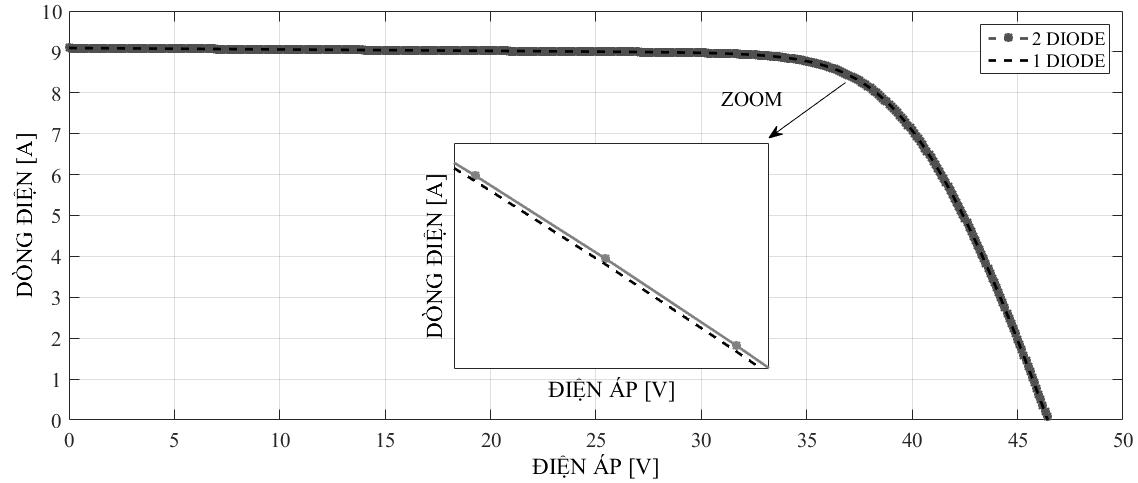 10
9
8
7
6
5
4
3
2
1
0
DÒNG ĐIỆN [A]
2 DIODE
1 DIODE
ZOOM
DÒNG ĐIỆN [A]
ĐIỆN ÁP [V]
0 5 10 15 20 25 30 35 40 45 50
ĐIỆN ÁP [V]